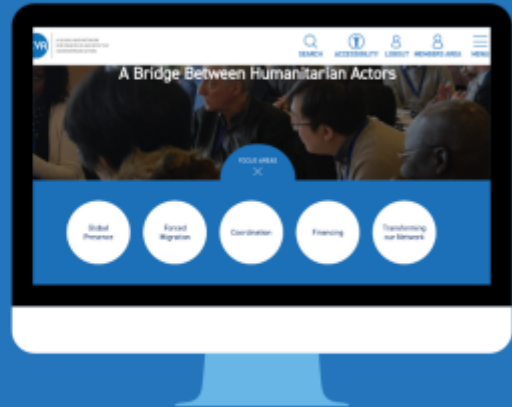 SEARCH
ACCESSIBILITY
LOGOUT
MEMBERS AREA
MENU
A Bridge Between Humanitarian Actors
FOCUS AREAS
Global
Presence
Forced
Migration
Coordination
Financing
Transforming
our Network